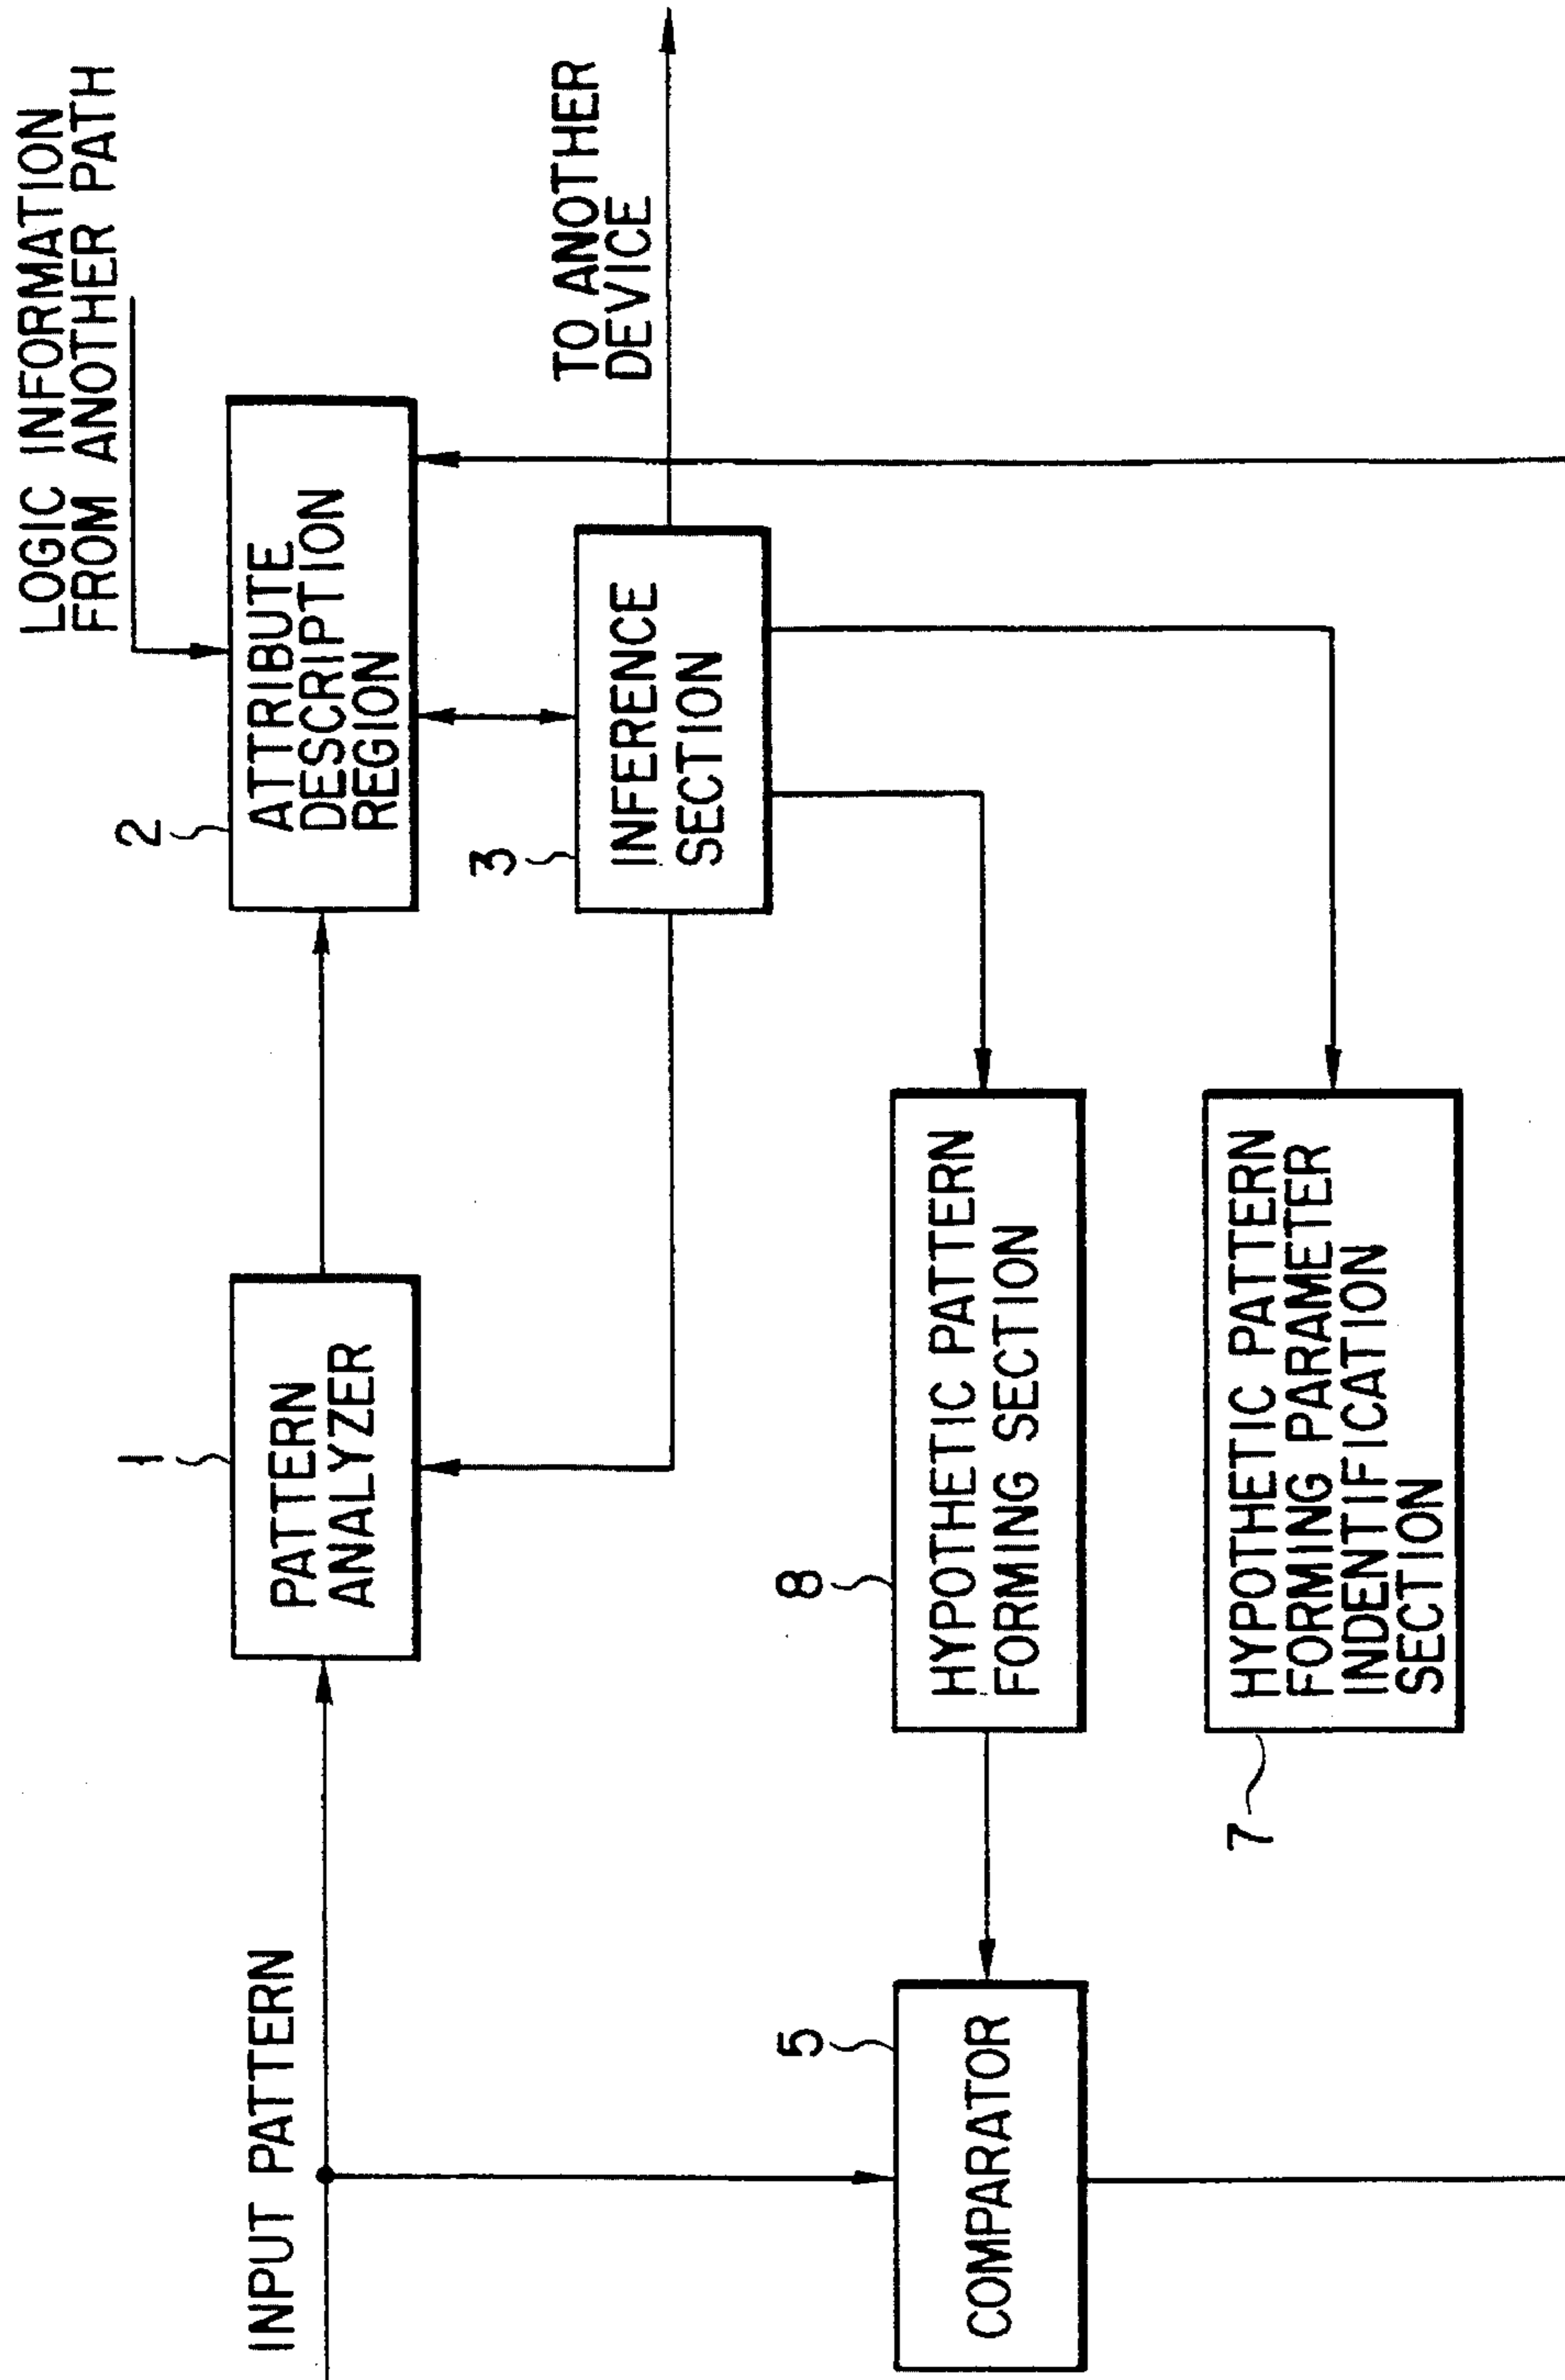 LOGIC INFORMATION
FROM ANOTHER PATH
INPUT PATTERN
1
PATTERN
ANALYZER
2
ATTRIBUTE
DESCRIPTION
REGION
TO ANOTHER
DEVICE
3
INFERENCE
SECTION
5
COMPARATOR
8
HYPOTHETIC PATTERN
FORMING SECTION
7
HYPOTHETIC PATTERN
FORMING PARAMETER
INDENTIFICATION
SECTION